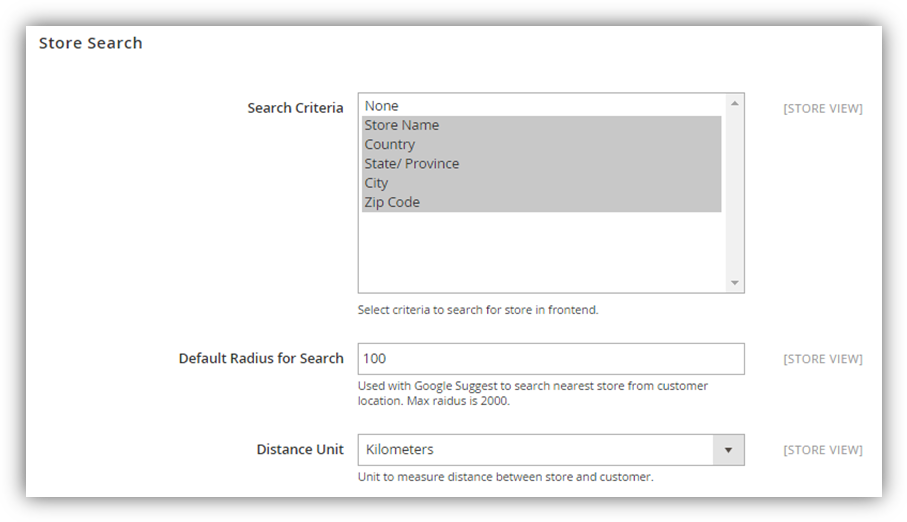 Store Search
Search Criteria
[STORE VIEW]
None
Store Name
Country
State/ Province
City
Zip Code
Select criteria to search for store in frontend.
Default Radius for Search
100
[STORE VIEW]
Used with Google Suggest to search nearest store from customer
location. Max raidus is 2000.
Distance Unit
Kilometers
[STORE VIEW]
Unit to measure distance between store and customer.